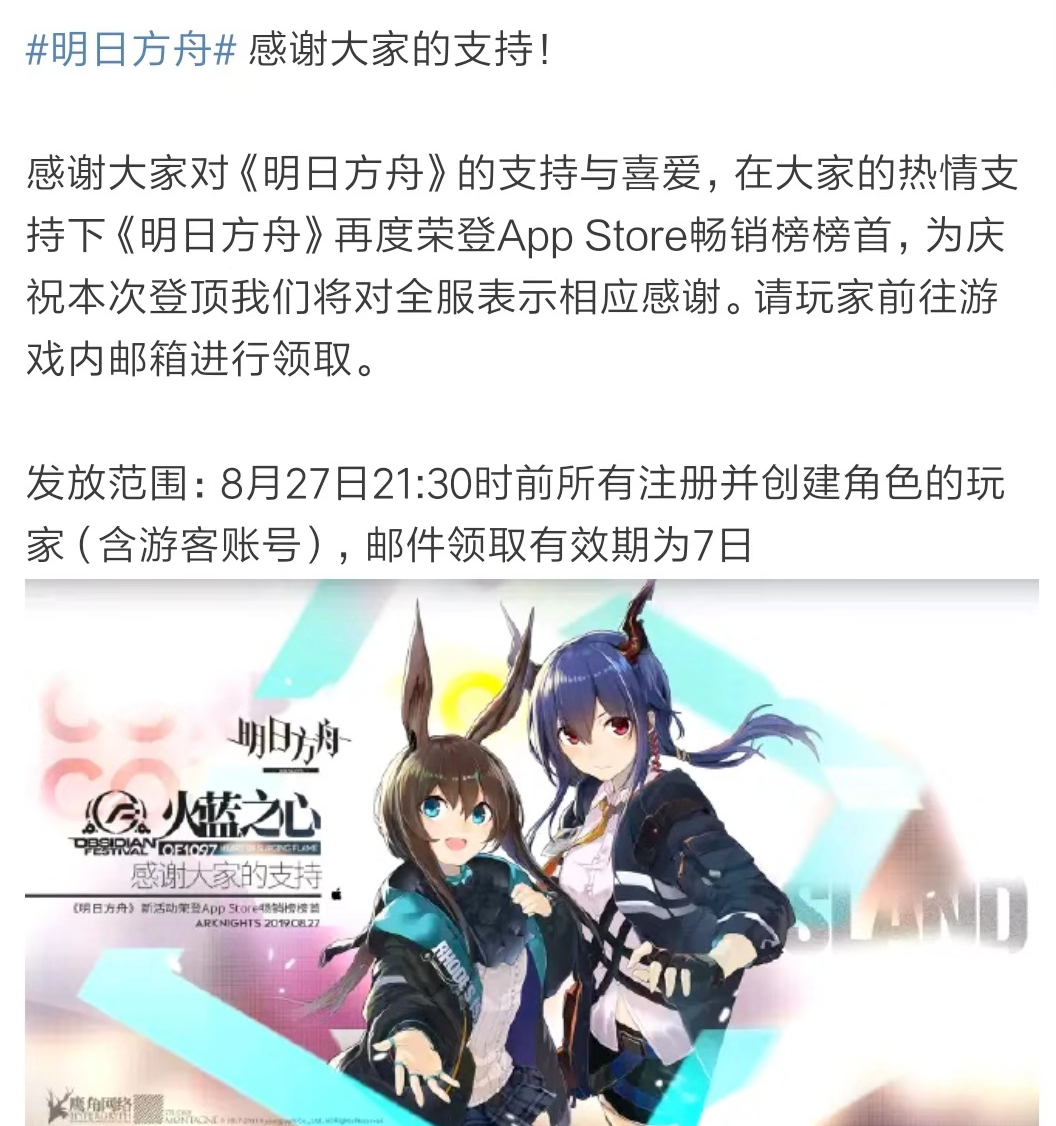 #明日方舟# 感谢大家的支持！
感谢大家对《明日方舟》的支持与喜爱，在大家的热情支
持下《明日方舟》再度荣登App Store畅销榜榜首，为庆
祝本次登顶我们将对全服表示相应感谢。请玩家前往游
戏内邮箱进行领取。
发放范围：8月27日21:30时前所有注册并创建角色的玩
家（含游客账号），邮件领取有效期为7日
明日方舟
火蓝之心
OBSIDIAN
FESTIVAL
OF.1097 HEART OF SURGING FLAME
感谢大家的支持
《明日方舟》新活动荣登App Store畅销榜榜首
ARKNIGHTS 2019.08.27
RHODES
SLAND
鹰角网络
HYPERGRYPH
MONTAGNE